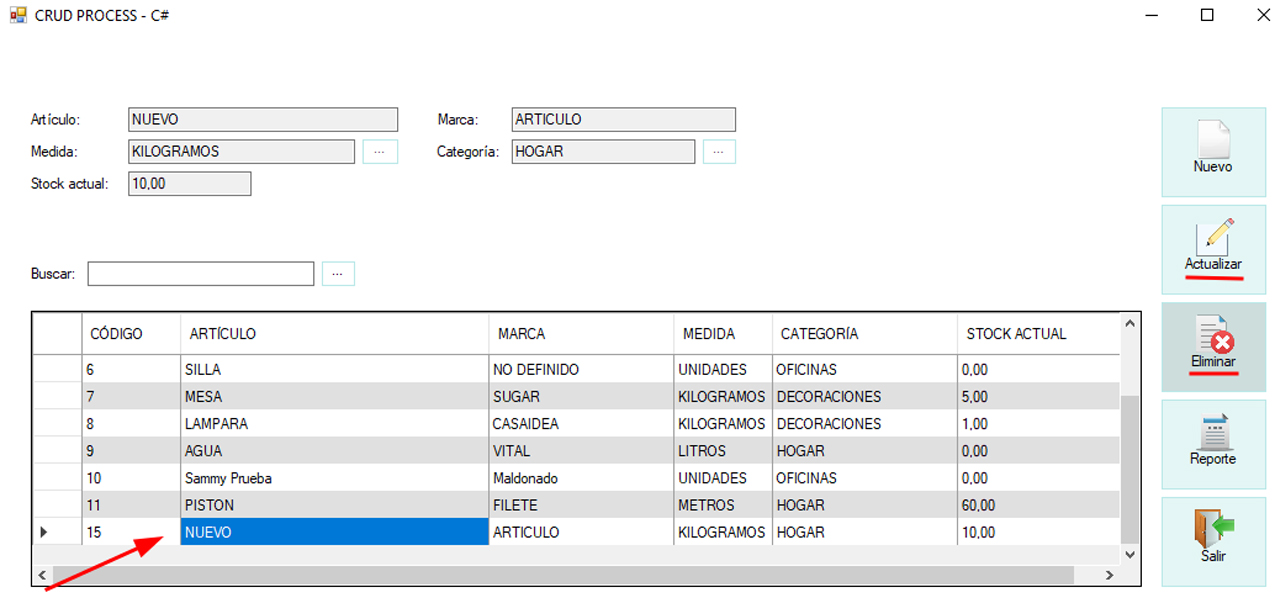 CRUD PROCESS - C#
Artículo: NUEVO Marca: ARTICULO
Medida: KILOGRAMOS ... Categoría: HOGAR ...
Stock actual: 10,00
Buscar: ...
Nuevo
Actualizar
Eliminar
Reporte
Salir
CÓDIGO ARTÍCULO MARCA MEDIDA CATEGORÍA STOCK ACTUAL
6 SILLA NO DEFINIDO UNIDADES OFICINAS 0,00
7 MESA SUGAR KILOGRAMOS DECORACIONES 5,00
8 LAMPARA CASAIDEA KILOGRAMOS DECORACIONES 1,00
9 AGUA VITAL LITROS HOGAR 0,00
10 Sammy Prueba Maldonado UNIDADES OFICINAS 0,00
11 PISTON FILETE METROS HOGAR 60,00
15 NUEVO ARTICULO KILOGRAMOS HOGAR 10,00